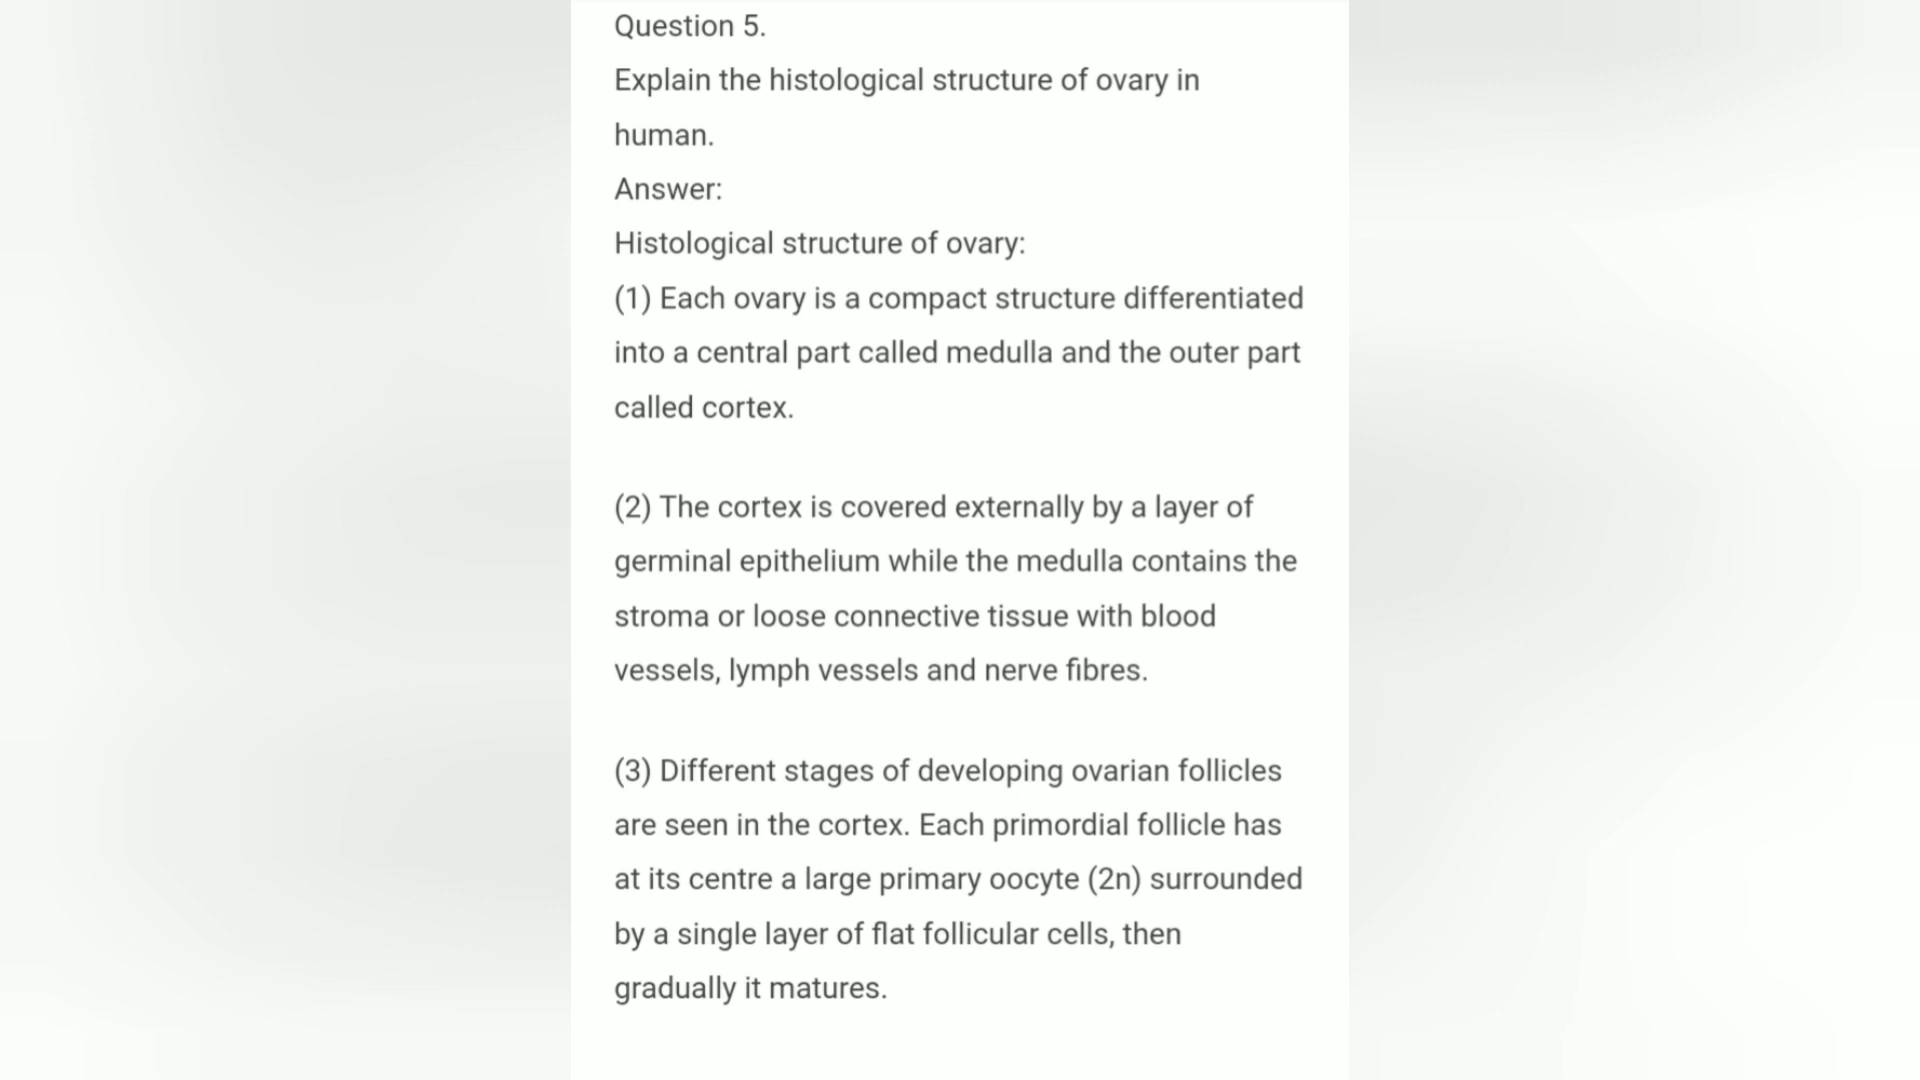 Question 5.
Explain the histological structure of ovary in
human.
Answer:
Histological structure of ovary:
(1) Each ovary is a compact structure differentiated
into a central part called medulla and the outer part
called cortex.
(2) The cortex is covered externally by a layer of
germinal epithelium while the medulla contains the
stroma or loose connective tissue with blood
vessels, lymph vessels and nerve fibres.
(3) Different stages of developing ovarian follicles
are seen in the cortex. Each primordial follicle has
at its centre a large primary oocyte (2n) surrounded
by a single layer of flat follicular cells, then
gradually it matures.